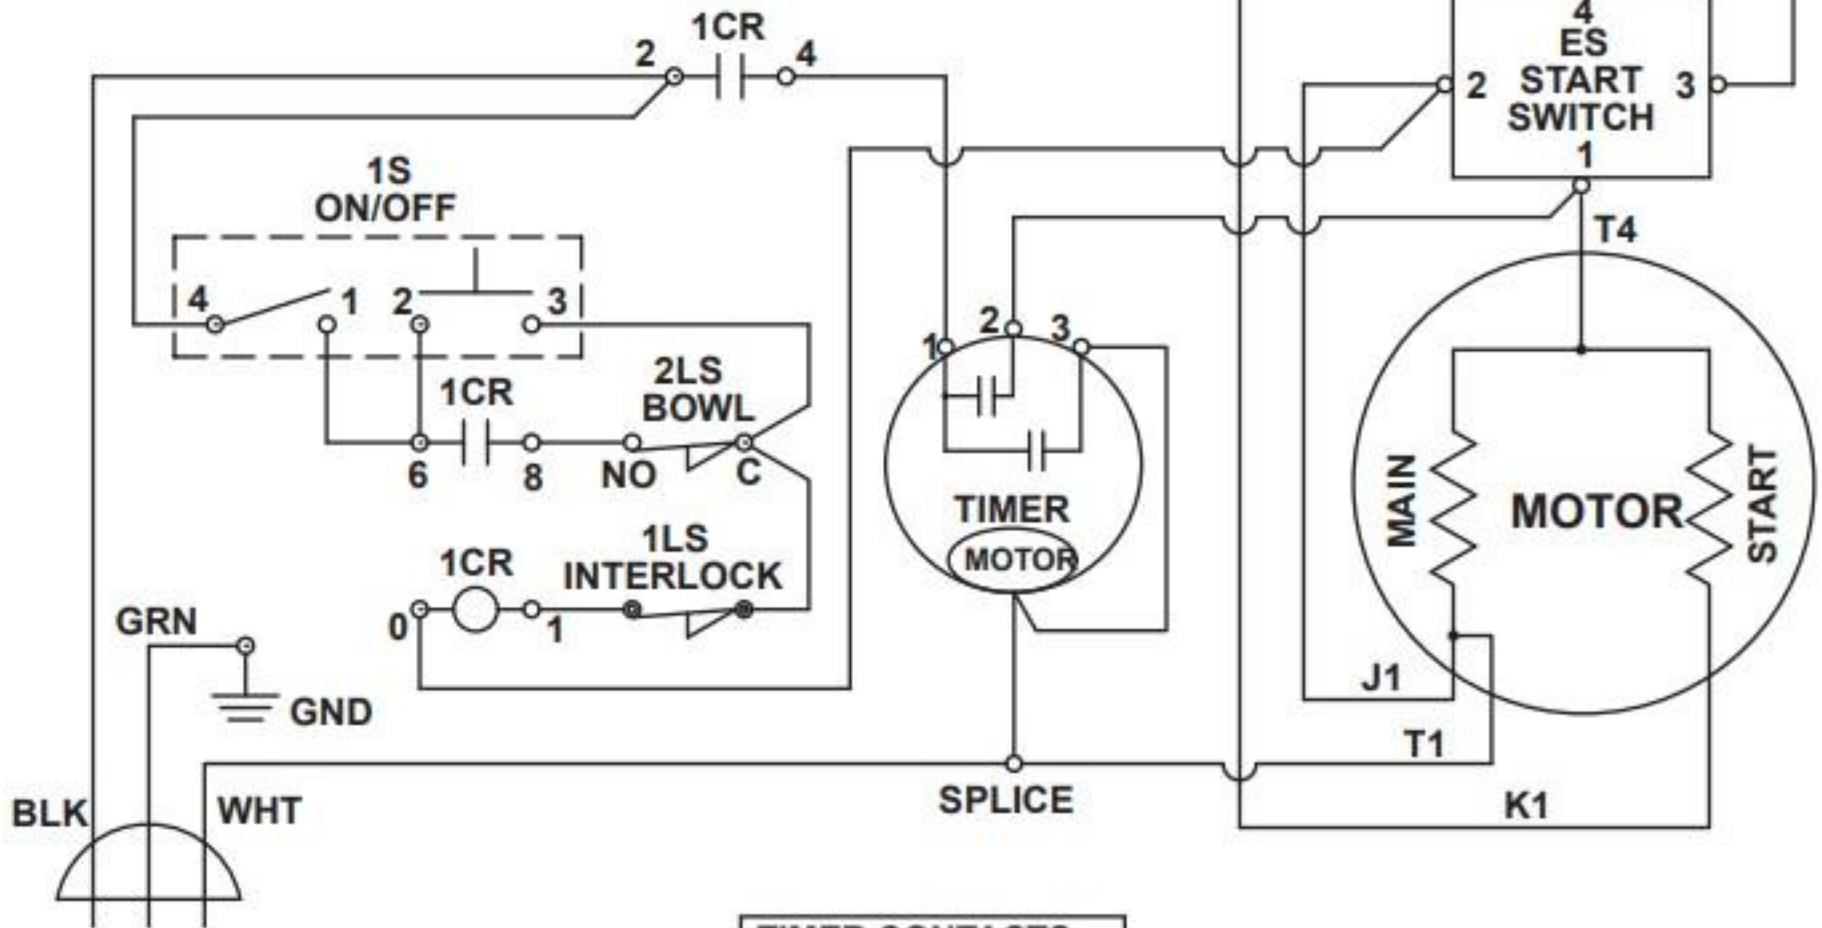 1CR
2
4
4
ES
START
SWITCH
1
2
3
1S
ON/OFF
4
1
2
3
T4
1CR
6
8
2LS
BOWL
NO
C
1
2
3
TIMER
MOTOR
MAIN
MOTOR
START
1CR
0
1
1LS
INTERLOCK
GRN
GND
J1
T1
K1
SPLICE
BLK
WHT
TIMER CONTACTS